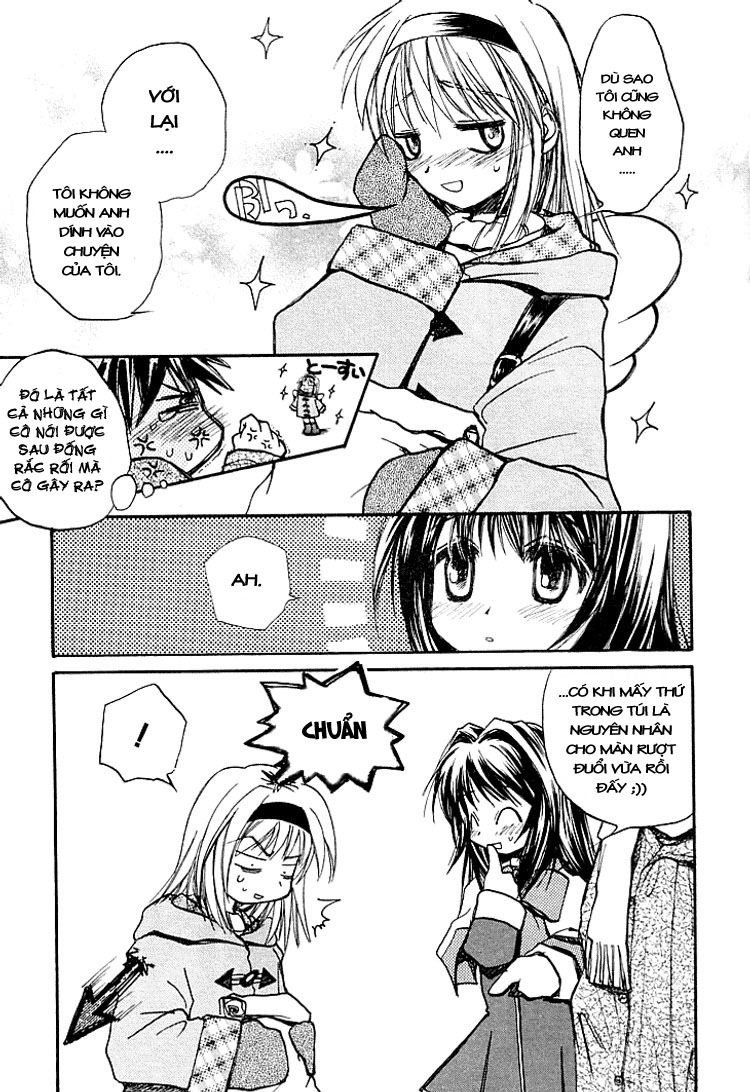 DÙ SAO
TÔI CŨNG
KHÔNG
QUEN
ANH
.....
VỚI
LẠI
....
TÔI KHÔNG
MUỐN ANH
DÍNH VÀO
CHUYỆN
CỦA TÔI.
とーすい
ĐÓ LÀ TẤT
CẢ NHỮNG GÌ
CÔ NÓI ĐƯỢC
SAU ĐỐNG
RẮC RỐI MÀ
CÔ GÂY RA?
AH.
...CÓ KHI MẤY THỨ
TRONG TÚI LÀ
NGUYÊN NHÂN
CHO MÀN RƯỢT
ĐUỔI VỪA RỒI
ĐẤY ;))
CHUẨN
!